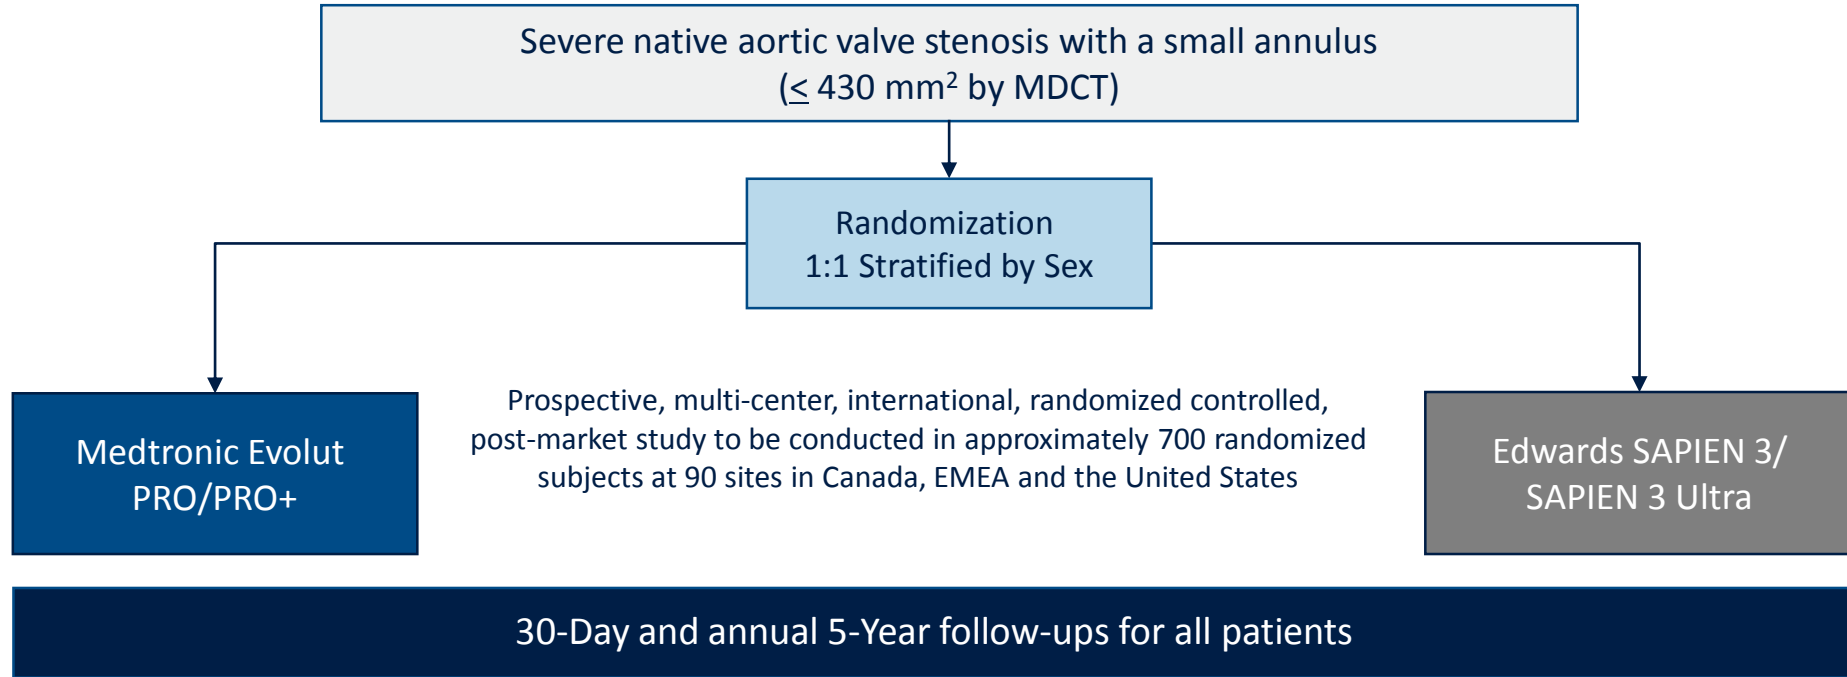 Severe native aortic valve stenosis with a small annulus
(≤ 430 mm² by MDCT)
Randomization
1:1 Stratified by Sex
Medtronic Evolut
PRO/PRO+
Prospective, multi-center, international, randomized controlled,
post-market study to be conducted in approximately 700 randomized
subjects at 90 sites in Canada, EMEA and the United States
Edwards SAPIEN 3/
SAPIEN 3 Ultra
30-Day and annual 5-Year follow-ups for all patients